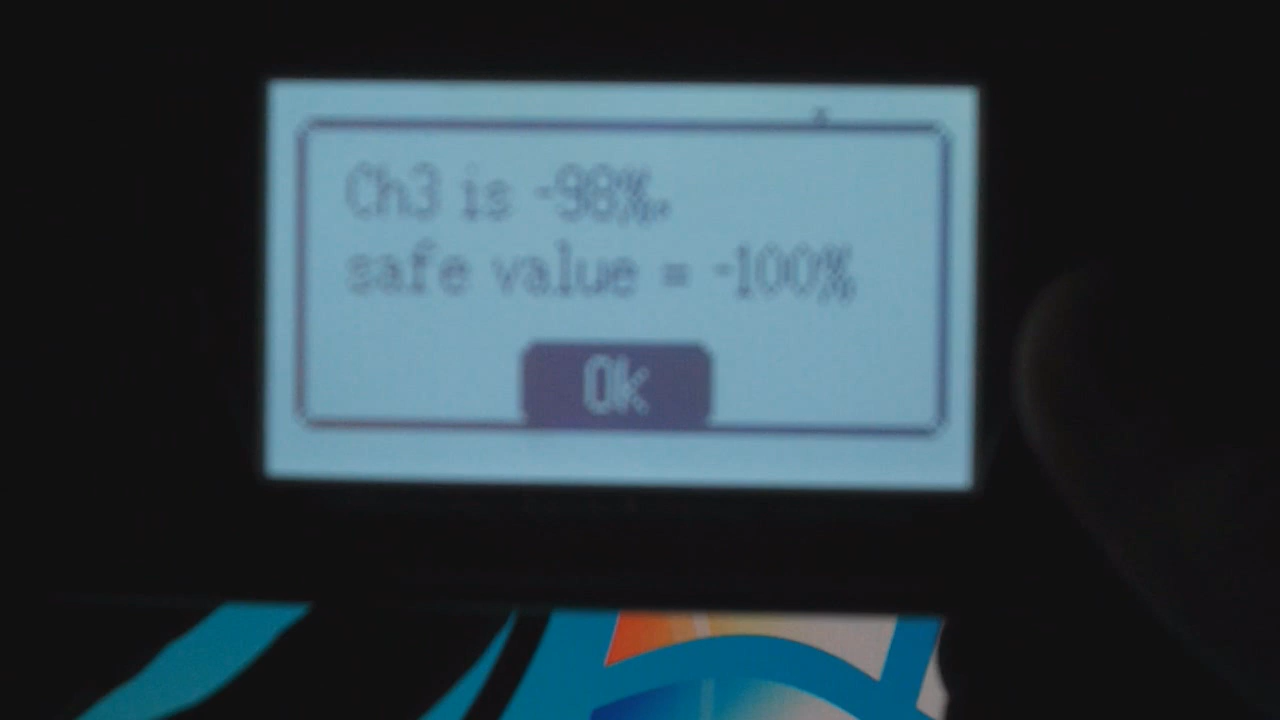 Ch3 is -98%.
safe value = -100%
Ok